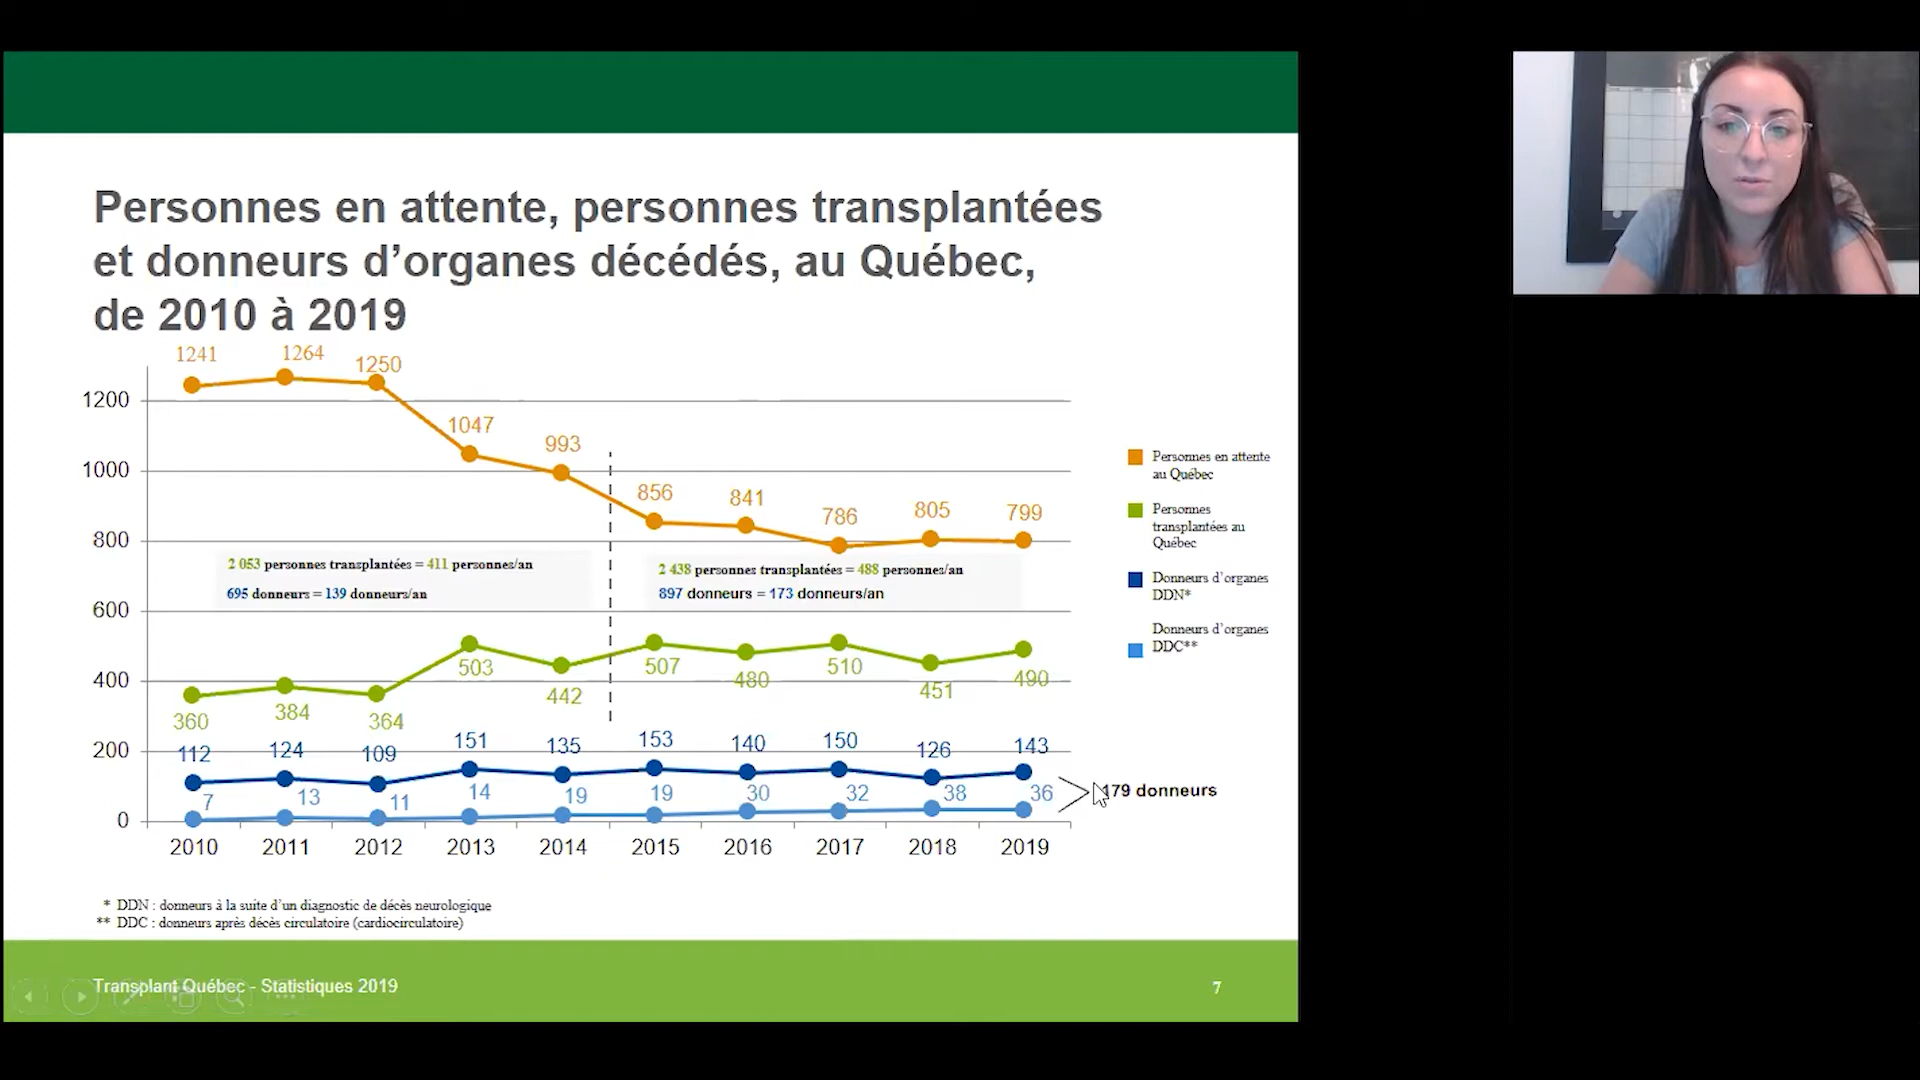 Personnes en attente, personnes transplantées
et donneurs d’organes décédés, au Québec,
de 2010 à 2019
1241 1264 1250 1047 993 856 841 786 805 799
1200
1000
800
600
400
200
0
2 053 personnes transplantées = 411 personnes/an
695 donneurs = 139 donneurs/an
2 438 personnes transplantées = 488 personnes/an
897 donneurs = 173 donneurs/an
360 384 364 503 442 507 480 510 451 490
112 124 109 151 135 153 140 150 126 143
7 13 11 14 19 19 30 32 38 36
179 donneurs
2010 2011 2012 2013 2014 2015 2016 2017 2018 2019
Personnes en attente
au Québec
Personnes
transplantées au
Québec
Donneurs d’organes
DDN*
Donneurs d’organes
DDC**
* DDN : donneurs à la suite d’un diagnostic de décès neurologique
** DDC : donneurs après décès circulatoire (cardiocirculatoire)
Transplant Québec - Statistiques 2019
7